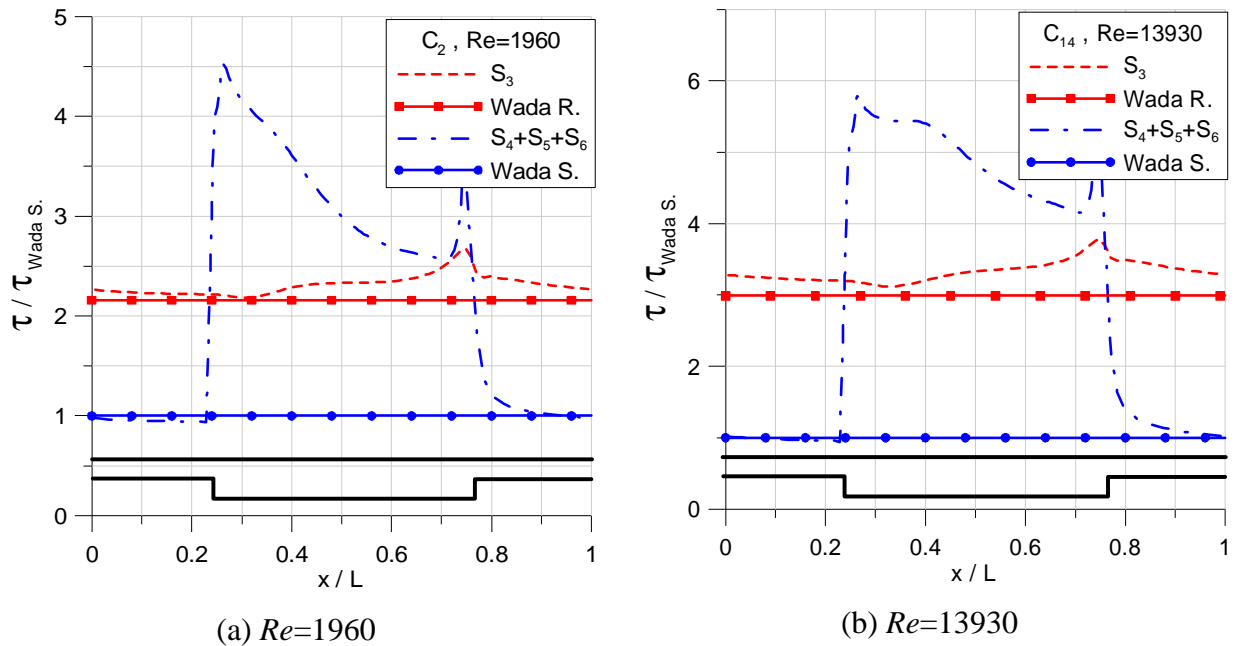 C2 , Re=1960
S3
Wada R.
S4+S5+S6
Wada S.
5
4
3
2
1
0
τ / τ Wada S.
0
0.2
0.4
0.6
0.8
1
x / L
(a) Re=1960
C14 , Re=13930
S3
Wada R.
S4+S5+S6
Wada S.
6
4
2
0
τ / τ Wada S.
0
0.2
0.4
0.6
0.8
1
x / L
(b) Re=13930